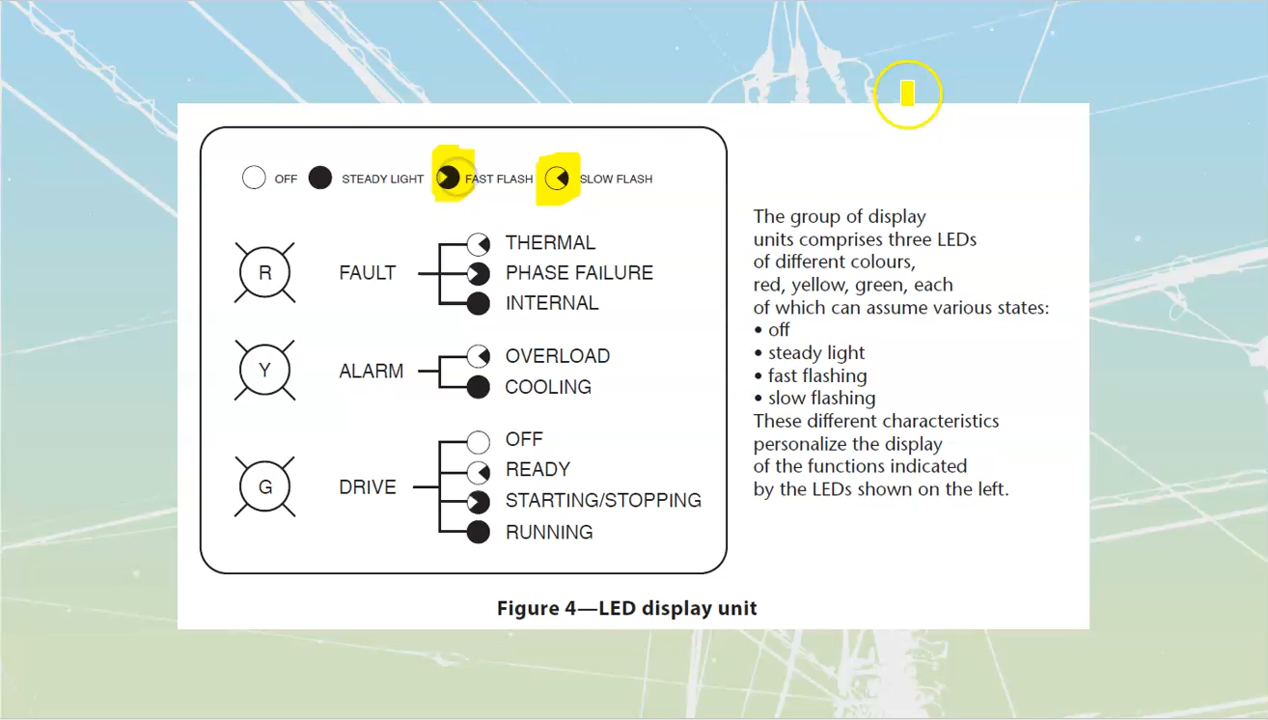 OFF STEADY LIGHT FAST FLASH SLOW FLASH
R FAULT
THERMAL
PHASE FAILURE
INTERNAL
Y ALARM
OVERLOAD
COOLING
G DRIVE
OFF
READY
STARTING/STOPPING
RUNNING
The group of display
units comprises three LEDs
of different colours,
red, yellow, green, each
of which can assume various states:
• off
• steady light
• fast flashing
• slow flashing
These different characteristics
personalize the display
of the functions indicated
by the LEDs shown on the left.
Figure 4—LED display unit